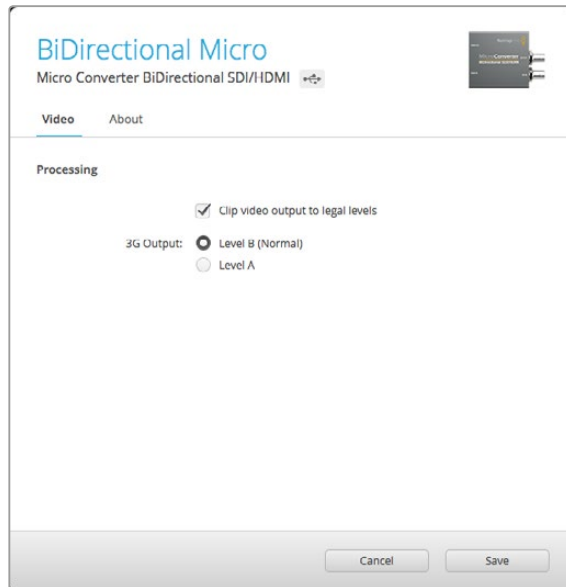 BiDirectional Micro
Micro Converter BiDirectional SDI/HDMI
Video About
Processing
Clip video output to legal levels
3G Output: Level B (Normal)
Level A
Cancel Save